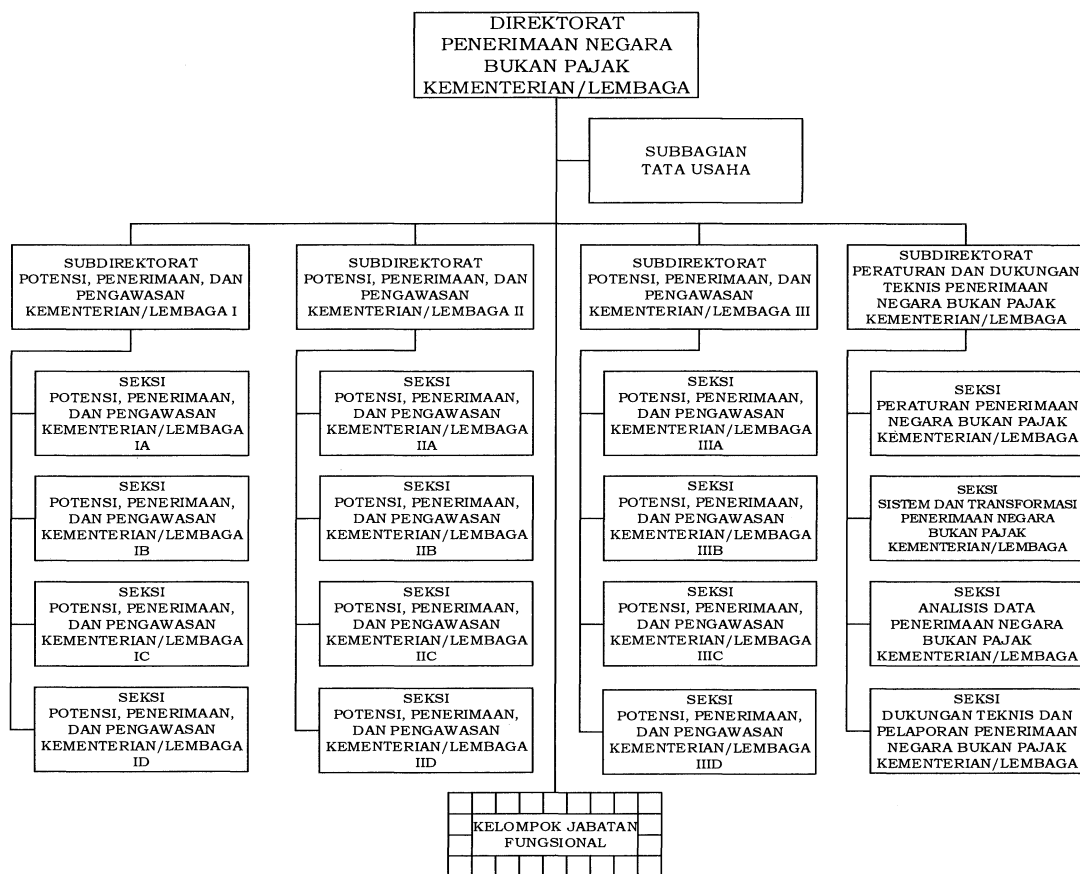 DIREKTORAT
PENERIMAAN NEGARA
BUKAN PAJAK
KEMENTERIAN/LEMBAGA
SUBBAGIAN
TATA USAHA
SUBDIREKTORAT
POTENSI, PENERIMAAN, DAN
PENGAWASAN
KEMENTERIAN/LEMBAGA I
SUBDIREKTORAT
POTENSI, PENERIMAAN, DAN
PENGAWASAN
KEMENTERIAN/LEMBAGA II
SUBDIREKTORAT
POTENSI, PENERIMAAN, DAN
PENGAWASAN
KEMENTERIAN/LEMBAGA III
SUBDIREKTORAT
PERATURAN DAN DUKUNGAN
TEKNIS PENERIMAAN
NEGARA BUKAN PAJAK
KEMENTERIAN/LEMBAGA
SEKSI
POTENSI, PENERIMAAN,
DAN PENGAWASAN
KEMENTERIAN/LEMBAGA
IA
SEKSI
POTENSI, PENERIMAAN,
DAN PENGAWASAN
KEMENTERIAN/LEMBAGA
IIA
SEKSI
POTENSI, PENERIMAAN,
DAN PENGAWASAN
KEMENTERIAN/LEMBAGA
IIIA
SEKSI
PERATURAN PENERIMAAN
NEGARA BUKAN PAJAK
KEMENTERIAN/LEMBAGA
SEKSI
POTENSI, PENERIMAAN,
DAN PENGAWASAN
KEMENTERIAN/LEMBAGA
IB
SEKSI
POTENSI, PENERIMAAN,
DAN PENGAWASAN
KEMENTERIAN/LEMBAGA
IIB
SEKSI
POTENSI, PENERIMAAN,
DAN PENGAWASAN
KEMENTERIAN/LEMBAGA
IIIB
SEKSI
SISTEM DAN TRANSFORMASI
PENERIMAAN NEGARA
BUKAN PAJAK
KEMENTERIAN/LEMBAGA
SEKSI
POTENSI, PENERIMAAN,
DAN PENGAWASAN
KEMENTERIAN/LEMBAGA
IC
SEKSI
POTENSI, PENERIMAAN,
DAN PENGAWASAN
KEMENTERIAN/LEMBAGA
IIC
SEKSI
POTENSI, PENERIMAAN,
DAN PENGAWASAN
KEMENTERIAN/LEMBAGA
IIIC
SEKSI
ANALISIS DATA
PENERIMAAN NEGARA
BUKAN PAJAK
KEMENTERIAN/LEMBAGA
SEKSI
POTENSI, PENERIMAAN,
DAN PENGAWASAN
KEMENTERIAN/LEMBAGA
ID
SEKSI
POTENSI, PENERIMAAN,
DAN PENGAWASAN
KEMENTERIAN/LEMBAGA
IID
SEKSI
POTENSI, PENERIMAAN,
DAN PENGAWASAN
KEMENTERIAN/LEMBAGA
IIID
SEKSI
DUKUNGAN TEKNIS DAN
PELAPORAN PENERIMAAN
NEGARA BUKAN PAJAK
KEMENTERIAN/LEMBAGA
KELOMPOK JABATAN
FUNGSIONAL